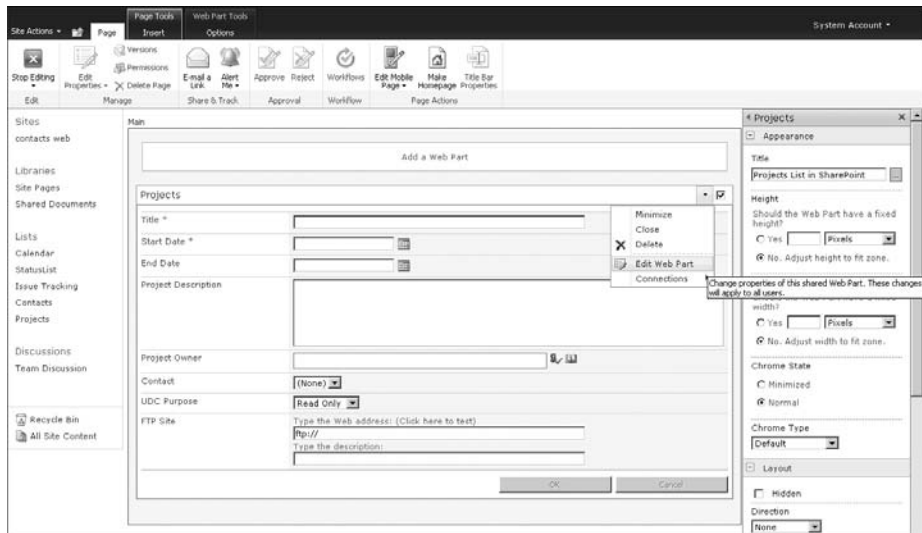 Page Tools
Web Part Tools
System Account
Site Actions
Page
Insert
Options
Stop Editing
Edit Properties
Versions
Permissions
Delete Page
E-mail a Link
Alert Me
Approve
Reject
Workflows
Edit Mobile Page
Make Homepage
Title Bar Properties
Edit
Manage
Share & Track
Approval
Workflow
Page Actions
Sites
contacts web
Libraries
Site Pages
Shared Documents
Lists
Calendar
StatusList
Issue Tracking
Contacts
Projects
Discussions
Team Discussion
Recycle Bin
All Site Content
Main
Add a Web Part
Projects
Title *
Start Date *
End Date
Project Description
Project Owner
Contact
(None)
UDC Purpose
Read Only
FTP Site
Type the Web address: (Click here to test)
ftp://
Type the description:
OK
Cancel
Minimize
Close
Delete
Edit Web Part
Connections
Change properties of this shared Web Part. These changes
will apply to all users.
Projects
Appearance
Title
Projects List in SharePoint
...
Height
Should the Web Part have a fixed
height?
Yes
Pixels
No. Adjust height to fit zone.
width?
Yes
Pixels
No. Adjust width to fit zone.
Chrome State
Minimized
Normal
Chrome Type
Default
Layout
Hidden
Direction
None